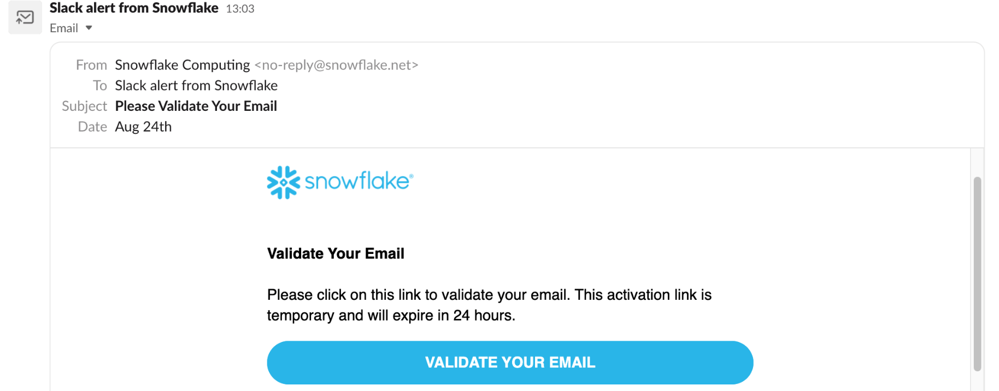 Slack alert from Snowflake 13:03
Email
From Snowflake Computing <no-reply@snowflake.net>
To Slack alert from Snowflake
Subject Please Validate Your Email
Date Aug 24th
snowflake®
Validate Your Email
Please click on this link to validate your email. This activation link is
temporary and will expire in 24 hours.
VALIDATE YOUR EMAIL